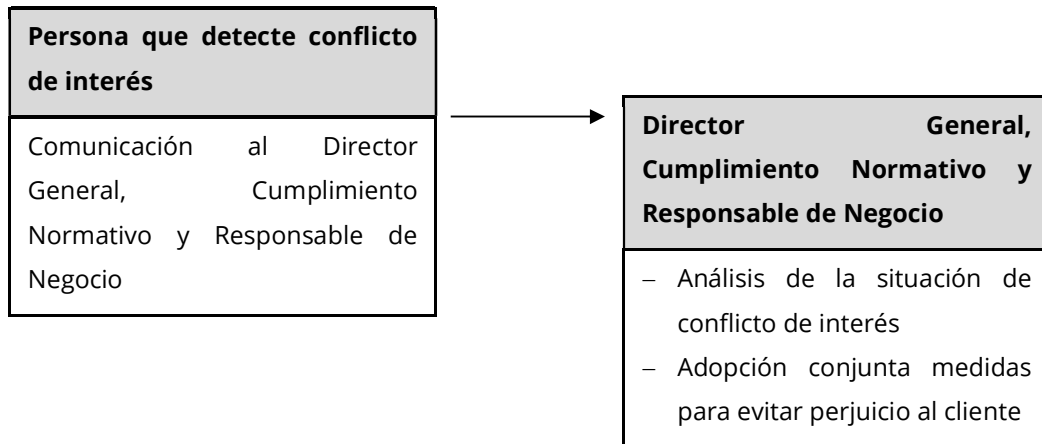 Persona que detecte conflicto
de interés
Comunicación al Director
General, Cumplimiento
Normativo y Responsable de
Negocio
Director General,
Cumplimiento Normativo y
Responsable de Negocio
– Análisis de la situación de
conflicto de interés
– Adopción conjunta medidas
para evitar perjuicio al cliente